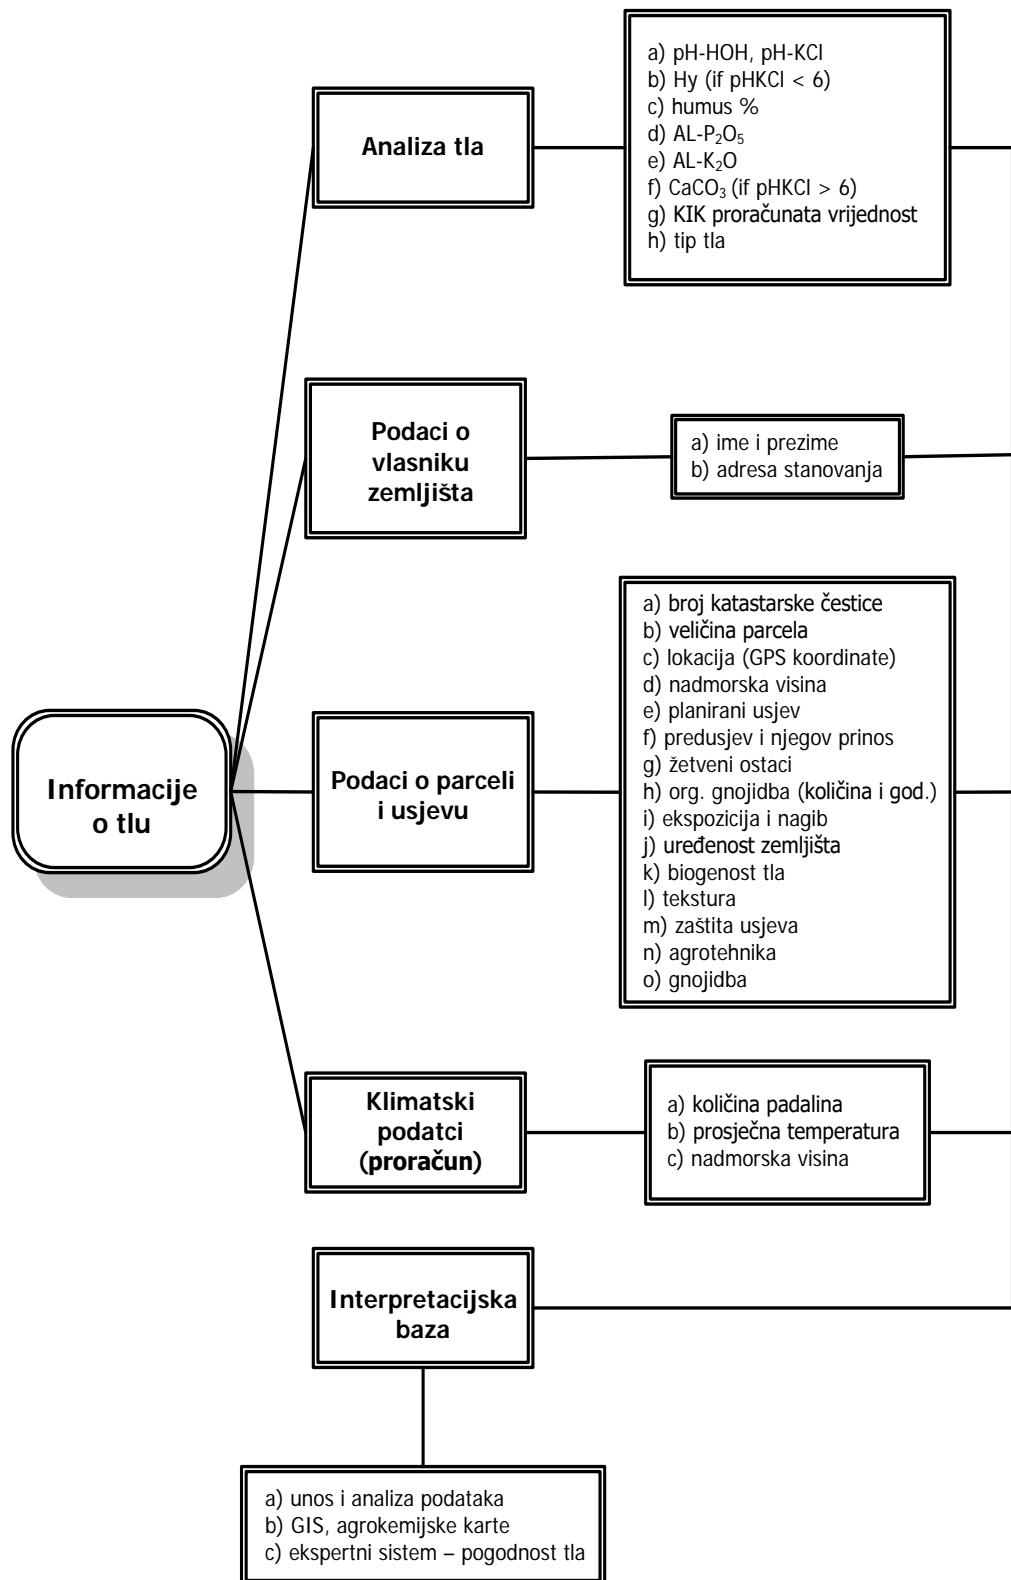 Analiza tla
a) pH-HOH, pH-KCl
b) Hy (if pHKCl < 6)
c) humus %
d) AL-P₂O₅
e) AL-K₂O
f) CaCO₃ (if pHKCl > 6)
g) KIK proračunata vrijednost
h) tip tla
Podaci o
vlasniku
zemljišta
a) ime i prezime
b) adresa stanovanja
Informacije
o tlu
Podaci o parceli
i usjevu
a) broj katastarske čestice
b) veličina parcela
c) lokacija (GPS koordinate)
d) nadmorska visina
e) planirani usjev
f) predusjev i njegov prinos
g) žetveni ostaci
h) org. gnojidba (količina i god.)
i) ekspozicija i nagib
j) uređenost zemljišta
k) biogenost tla
l) tekstura
m) zaštita usjeva
n) agrotehnika
o) gnojidba
Klimatski
podatci
(proračun)
a) količina padalina
b) prosječna temperatura
c) nadmorska visina
Interpretacijska
baza
a) unos i analiza podataka
b) GIS, agrokemijske karte
c) ekspertni sistem – pogodnost tla